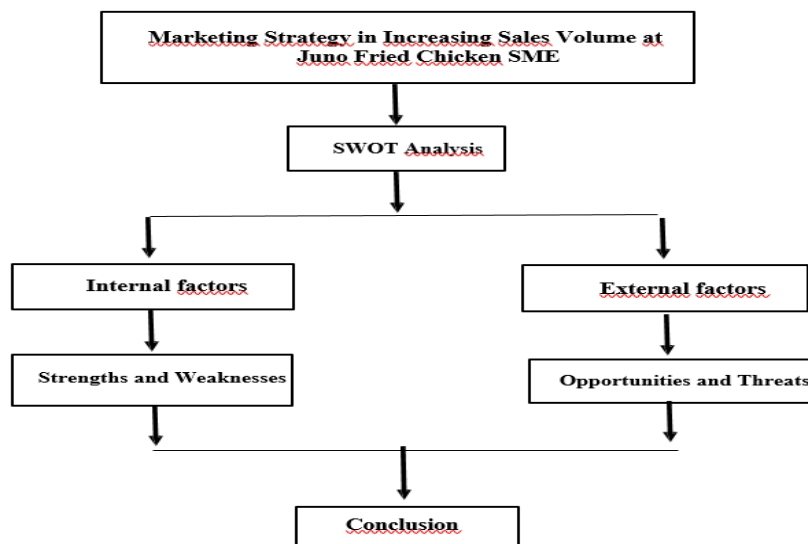 Marketing Strategy in Increasing Sales Volume at
Juno Fried Chicken SME
SWOT Analysis
Internal factors
External factors
Strengths and Weaknesses
Opportunities and Threats
Conclusion